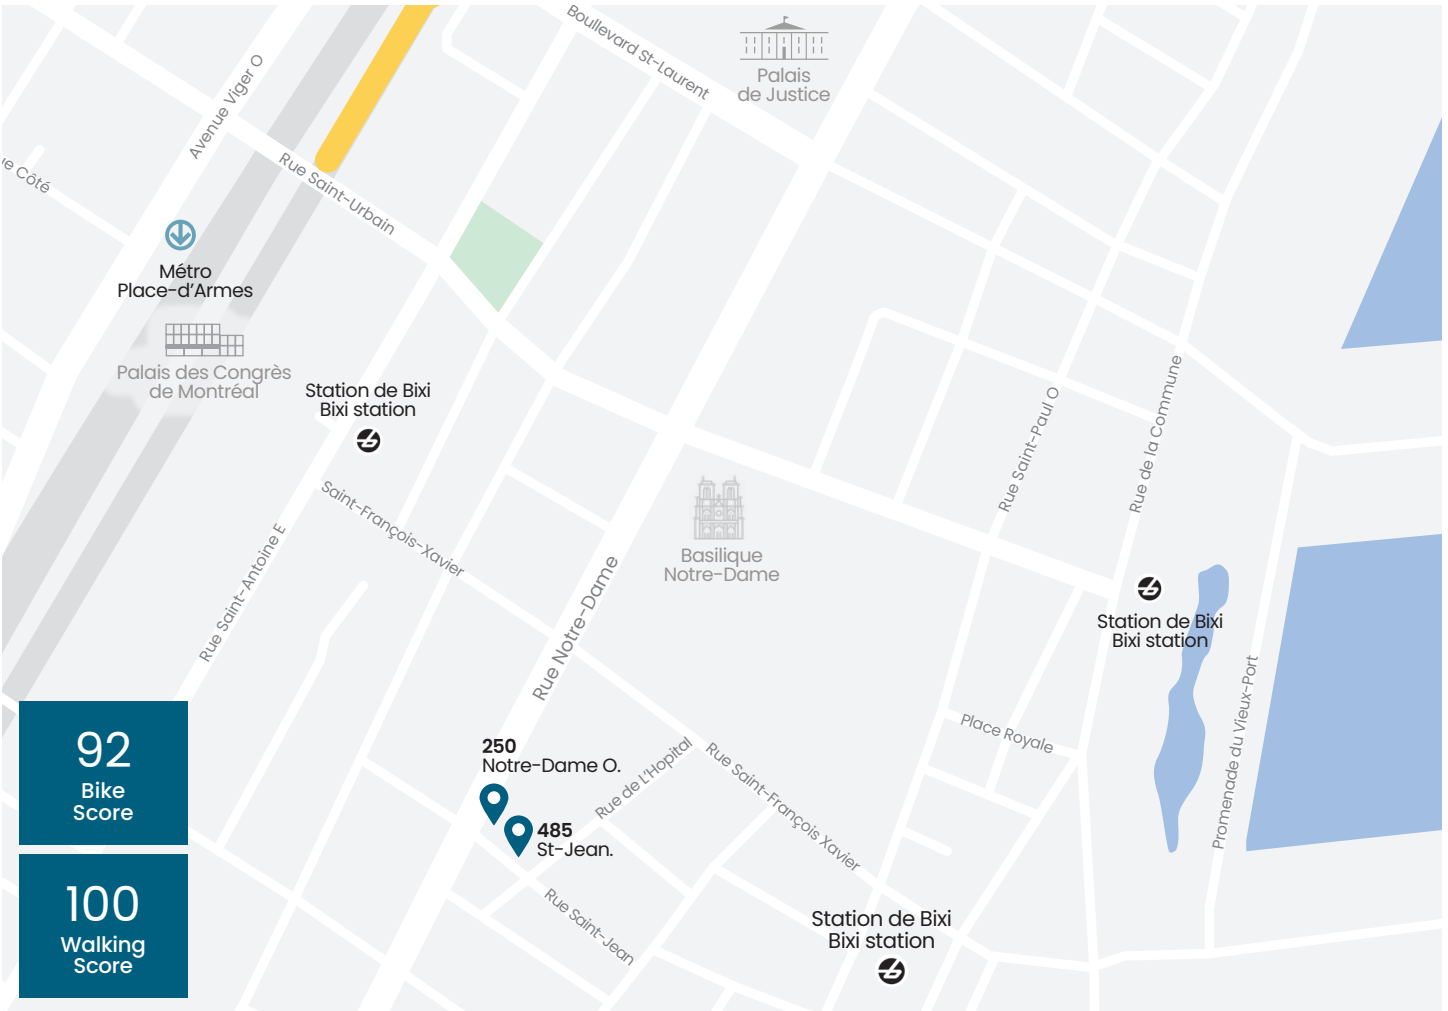 Boullevard St-Laurent
Palais
de Justice
Avenue Viger O
Rue Saint-Urbain
ue Côté
Métro
Place-d’Armes
Palais des Congrès
de Montréal
Station de Bixi
Bixi station
Rue Saint-Paul O
Rue de la Commune
Saint-François-Xavier
Basilique
Notre-Dame
Rue Saint-Antoine E
Rue Notre-Dame
Station de Bixi
Bixi station
Promenade du Vieux-Port
Place Royale
92
Bike
Score
250
Notre-Dame O.
Rue de L'Hopital
Rue Saint-François Xavier
485
St-Jean.
100
Walking
Score
Rue Saint-Jean
Station de Bixi
Bixi station